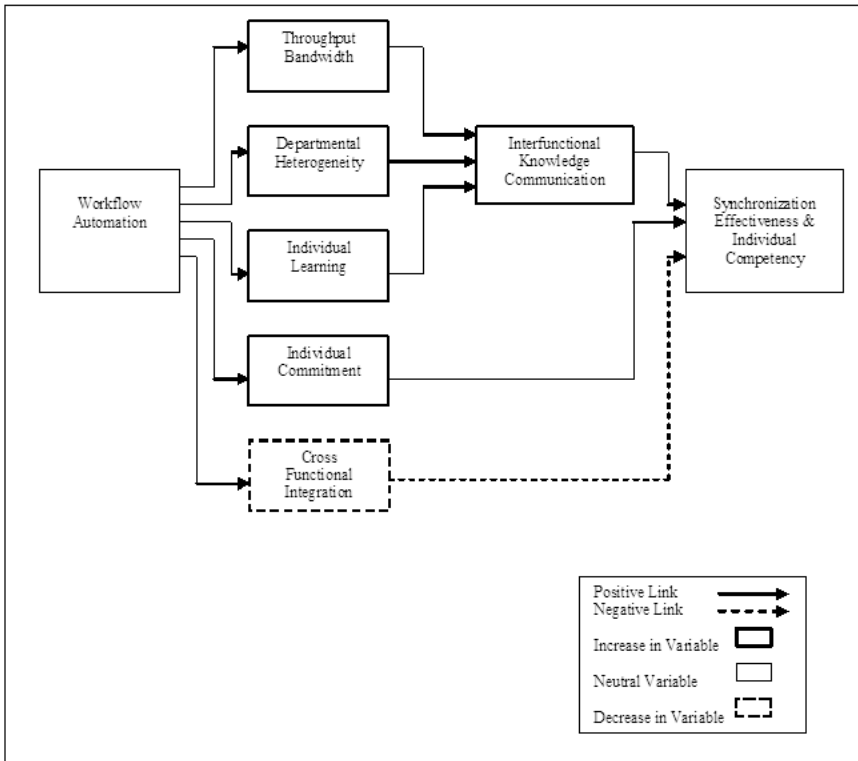 Throughput
Bandwidth
Departmental
Heterogeneity
Interfunctional
Knowledge
Communication
Workflow
Automation
Synchronization
Effectiveness &
Individual
Competency
Individual
Learning
Individual
Commitment
Cross
Functional
Integration
Positive Link
Negative Link
Increase in Variable
Neutral Variable
Decrease in Variable